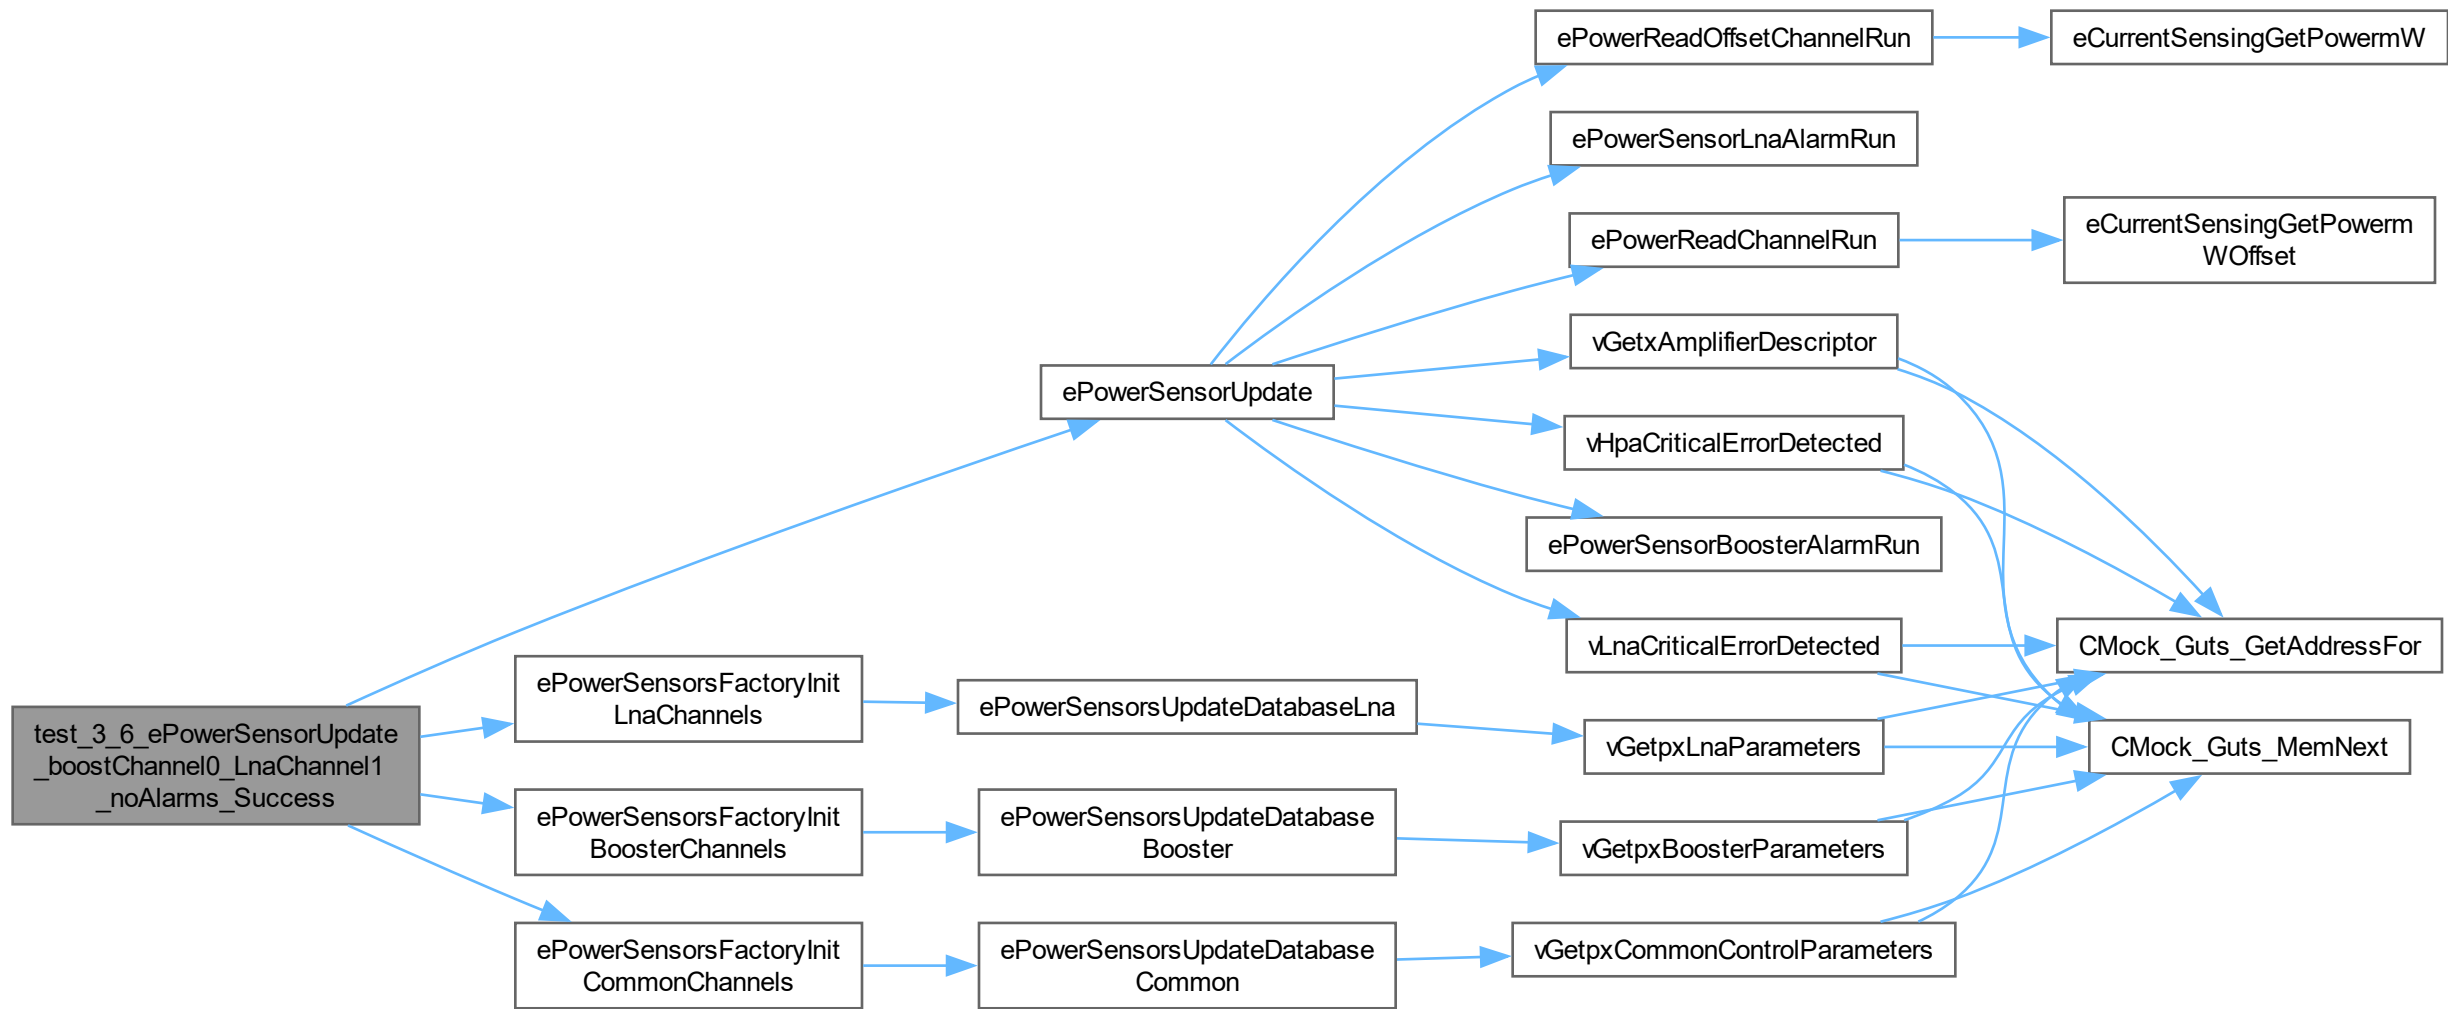 ePowerReadOffsetChannelRun
eCurrentSensingGetPowermW
ePowerSensorLnaAlarmRun
ePowerReadChannelRun
eCurrentSensingGetPowerm
WOffset
vGetxAmplifierDescriptor
ePowerSensorUpdate
vHpaCriticalErrorDetected
ePowerSensorBoosterAlarmRun
vLnaCriticalErrorDetected
CMock_Guts_GetAddressFor
ePowerSensorsFactoryInit
LnaChannels
ePowerSensorsUpdateDatabaseLna
vGetpxLnaParameters
CMock_Guts_MemNext
test_3_6_ePowerSensorUpdate
_boostChannel0_LnaChannel1
_noAlarms_Success
ePowerSensorsFactoryInit
BoosterChannels
ePowerSensorsUpdateDatabase
Booster
vGetpxBoosterParameters
ePowerSensorsFactoryInit
CommonChannels
ePowerSensorsUpdateDatabase
Common
vGetpxCommonControlParameters